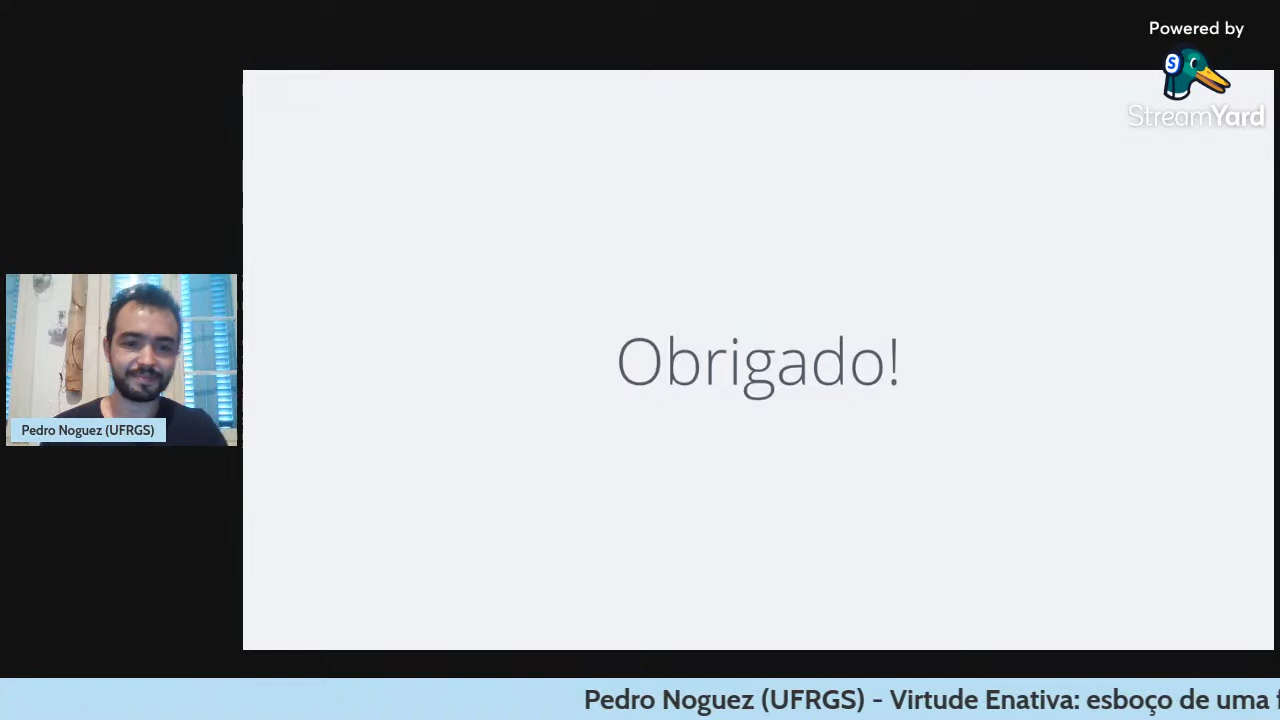 Powered by
StreamYard
Obrigado!
Pedro Noguez (UFRGS)
Pedro Noguez (UFRGS) - Virtude Enativa: esboço de uma